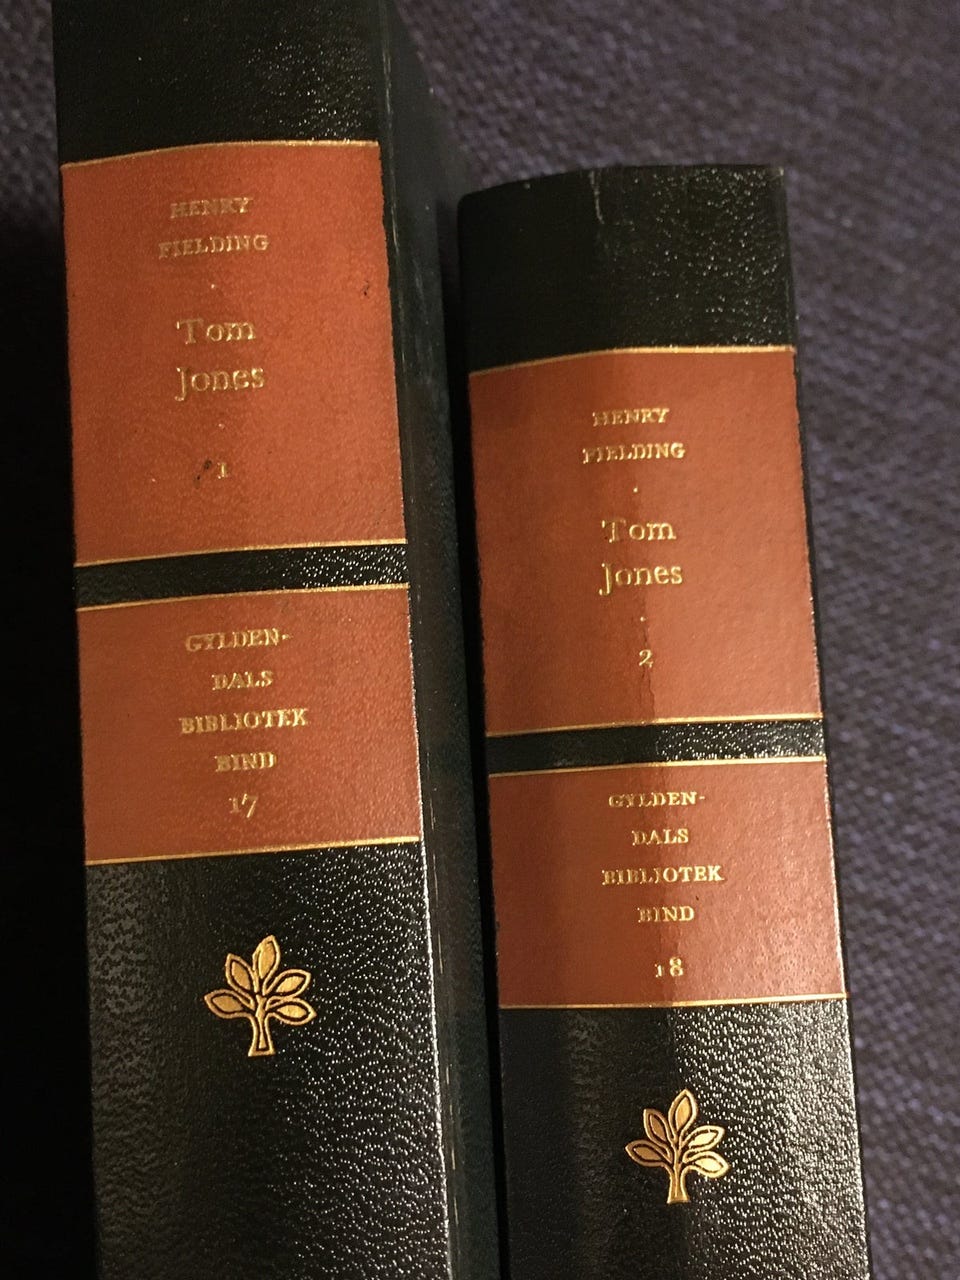 HENRY
FIELDING
·
Tom
Jones
·
1
GYLDEN-
DALS
BIBLIOTEK
BIND
17
HENRY
FIELDING
·
Tom
Jones
·
2
GYLDEN-
DALS
BIBLIOTEK
BIND
18